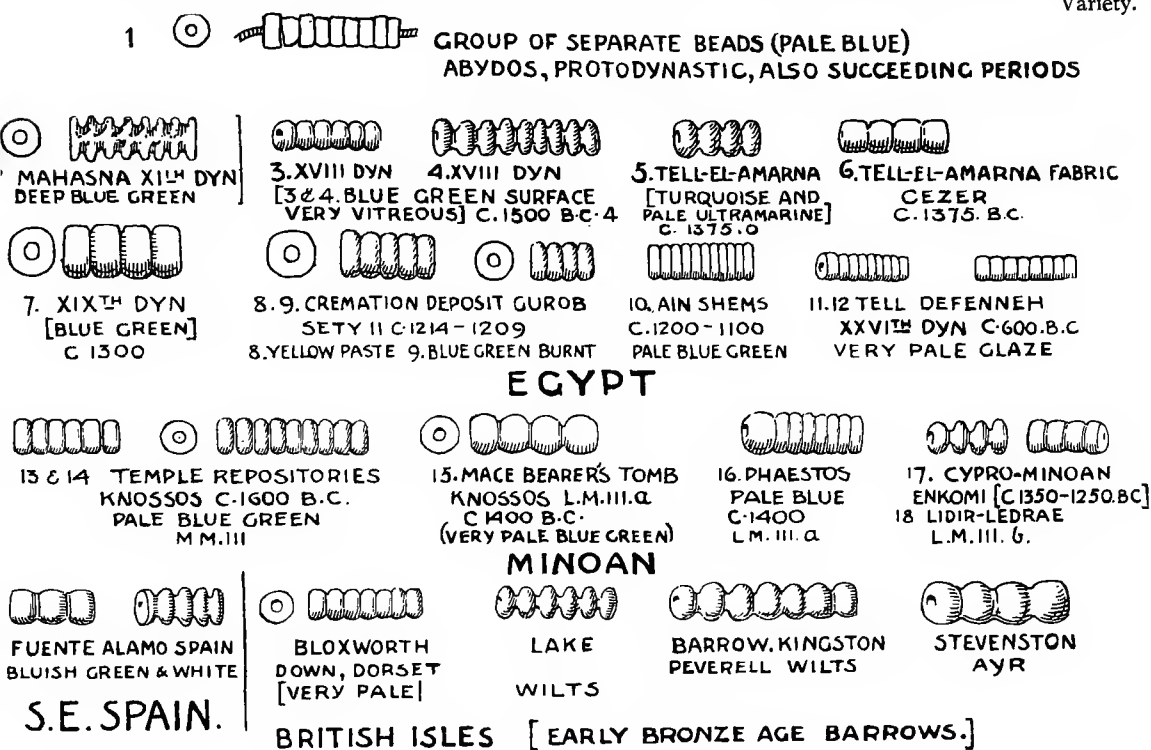 Variety.
1 GROUP OF SEPARATE BEADS (PALE BLUE)
ABYDOS, PROTODYNASTIC, ALSO SUCCEEDING PERIODS
MAHASNA XITH DYN
DEEP BLUE GREEN
3. XVIII DYN 4. XVIII DYN
[3 & 4. BLUE GREEN SURFACE
VERY VITREOUS] C. 1500 B.C. 4
5. TELL-EL-AMARNA
[TURQUOISE AND
PALE ULTRAMARINE]
C. 1375.0
6. TELL-EL-AMARNA FABRIC
CEZER
C. 1375. B.C.
7. XIXTH DYN
[BLUE GREEN]
C 1300
8.9. CREMATION DEPOSIT GUROB
SETY II C. 1214-1209
8. YELLOW PASTE 9. BLUE GREEN BURNT
10. AIN SHEMS
C. 1200-1100
PALE BLUE GREEN
11.12 TELL DEFENNEH
XXVITH DYN C. 600. B.C
VERY PALE GLAZE
EGYPT
13 & 14 TEMPLE REPOSITORIES
KNOSSOS C. 1600 B.C.
PALE BLUE GREEN
M M. III
15. MACE BEARER'S TOMB
KNOSSOS L.M. III. a
C 1400 B.C.
(VERY PALE BLUE GREEN)
16. PHAESTOS
PALE BLUE
C. 1400
L M. III. a
17. CYPRO-MINOAN
ENKOMI [C 1350-1250. BC]
18 LIDIR-LEDRAE
L.M. III. b.
MINOAN
FUENTE ALAMO SPAIN
BLUISH GREEN & WHITE
S.E. SPAIN.
BLOXWORTH
DOWN, DORSET
[VERY PALE]
LAKE
WILTS
BARROW. KINGSTON
PEVERELL WILTS
STEVENSTON
AYR
BRITISH ISLES [EARLY BRONZE AGE BARROWS.]